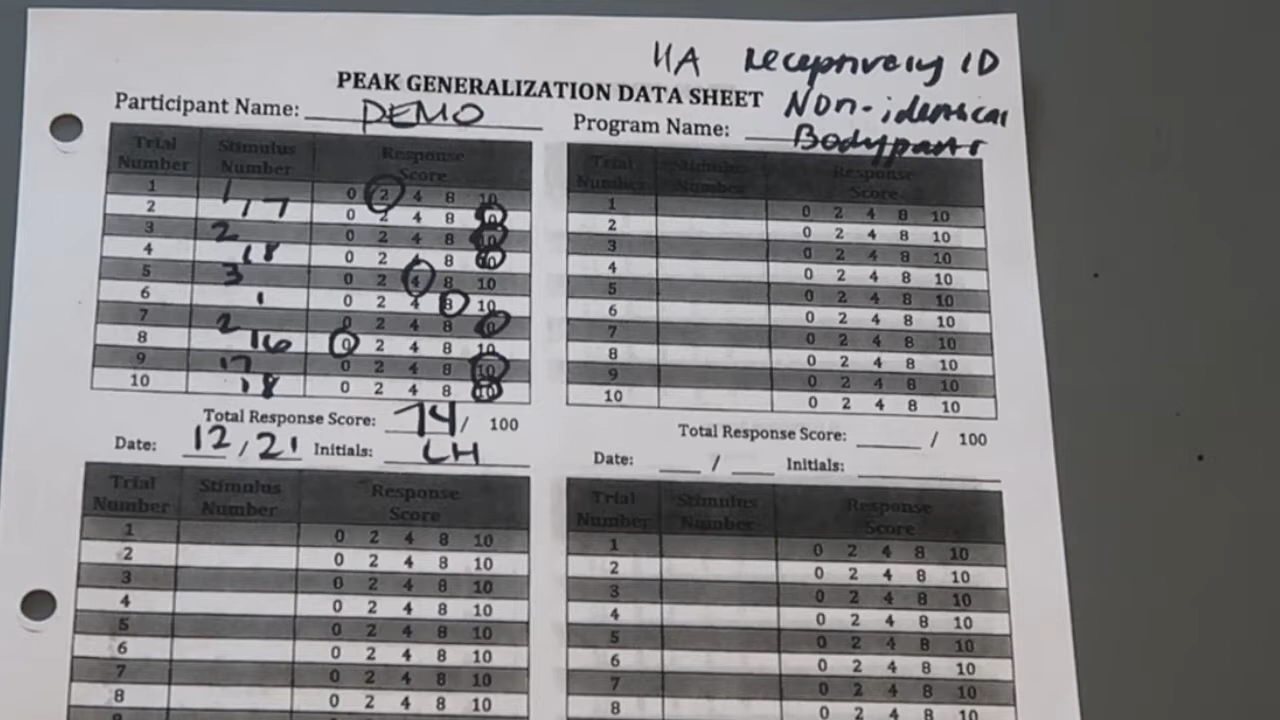 11A Receptively ID
PEAK GENERALIZATION DATA SHEET
Non-identical
Participant Name: DEMO
Program Name:
Bodyparts
Trial Number Stimulus Number Response Score
1 1 0 2 4 8 10
2 17 0 2 4 8 10
3 2 0 2 4 8 10
4 18 0 2 4 8 10
5 3 0 2 4 8 10
6 1 0 2 4 8 10
7 2 0 2 4 8 10
8 16 0 2 4 8 10
9 17 0 2 4 8 10
10 18 0 2 4 8 10
Total Response Score: 74 / 100
Date: 12/21 Initials: LH
Trial Number Stimulus Number Response Score
1 0 2 4 8 10
2 0 2 4 8 10
3 0 2 4 8 10
4 0 2 4 8 10
5 0 2 4 8 10
6 0 2 4 8 10
7 0 2 4 8 10
8 0 2 4 8 10
9 0 2 4 8 10
10 0 2 4 8 10
Total Response Score: / 100
Date: / Initials:
Trial Number Stimulus Number Response Score
1 0 2 4 8 10
2 0 2 4 8 10
3 0 2 4 8 10
4 0 2 4 8 10
5 0 2 4 8 10
6 0 2 4 8 10
7 0 2 4 8 10
8 0 2 4 8 10
Trial Number Stimulus Number Response Score
1 0 2 4 8 10
2 0 2 4 8 10
3 0 2 4 8 10
4 0 2 4 8 10
5 0 2 4 8 10
6 0 2 4 8 10
7 0 2 4 8 10
8 0 2 4 8 10